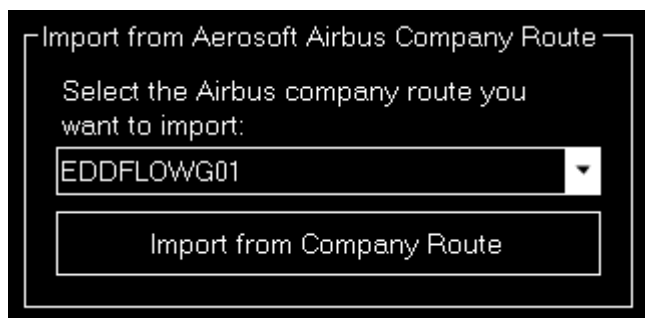 Import from Aerosoft Airbus Company Route
Select the Airbus company route you
want to import:
EDDFLOWG01
Import from Company Route